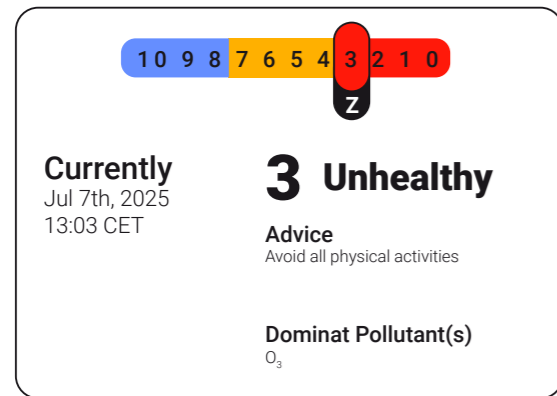 10 9 8 7 6 5 4 3 2 1 0
Z
Currently
Jul 7th, 2025
13:03 CET
3 Unhealthy
Advice
Avoid all physical activities
Dominat Pollutant(s)
O₃